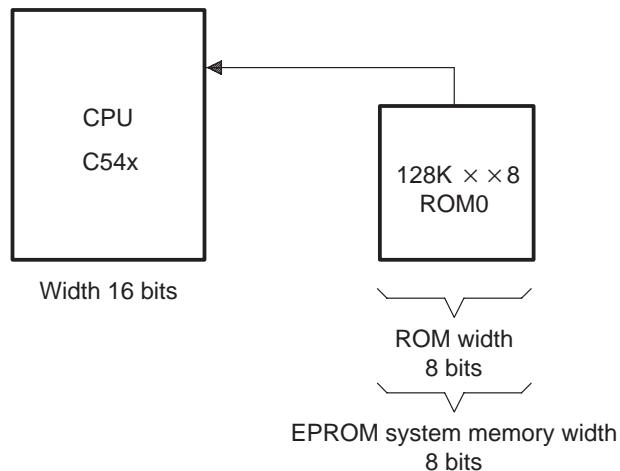 CPU
C54x
Width 16 bits
128K × × 8
ROM0
ROM width
8 bits
EPROM system memory width
8 bits